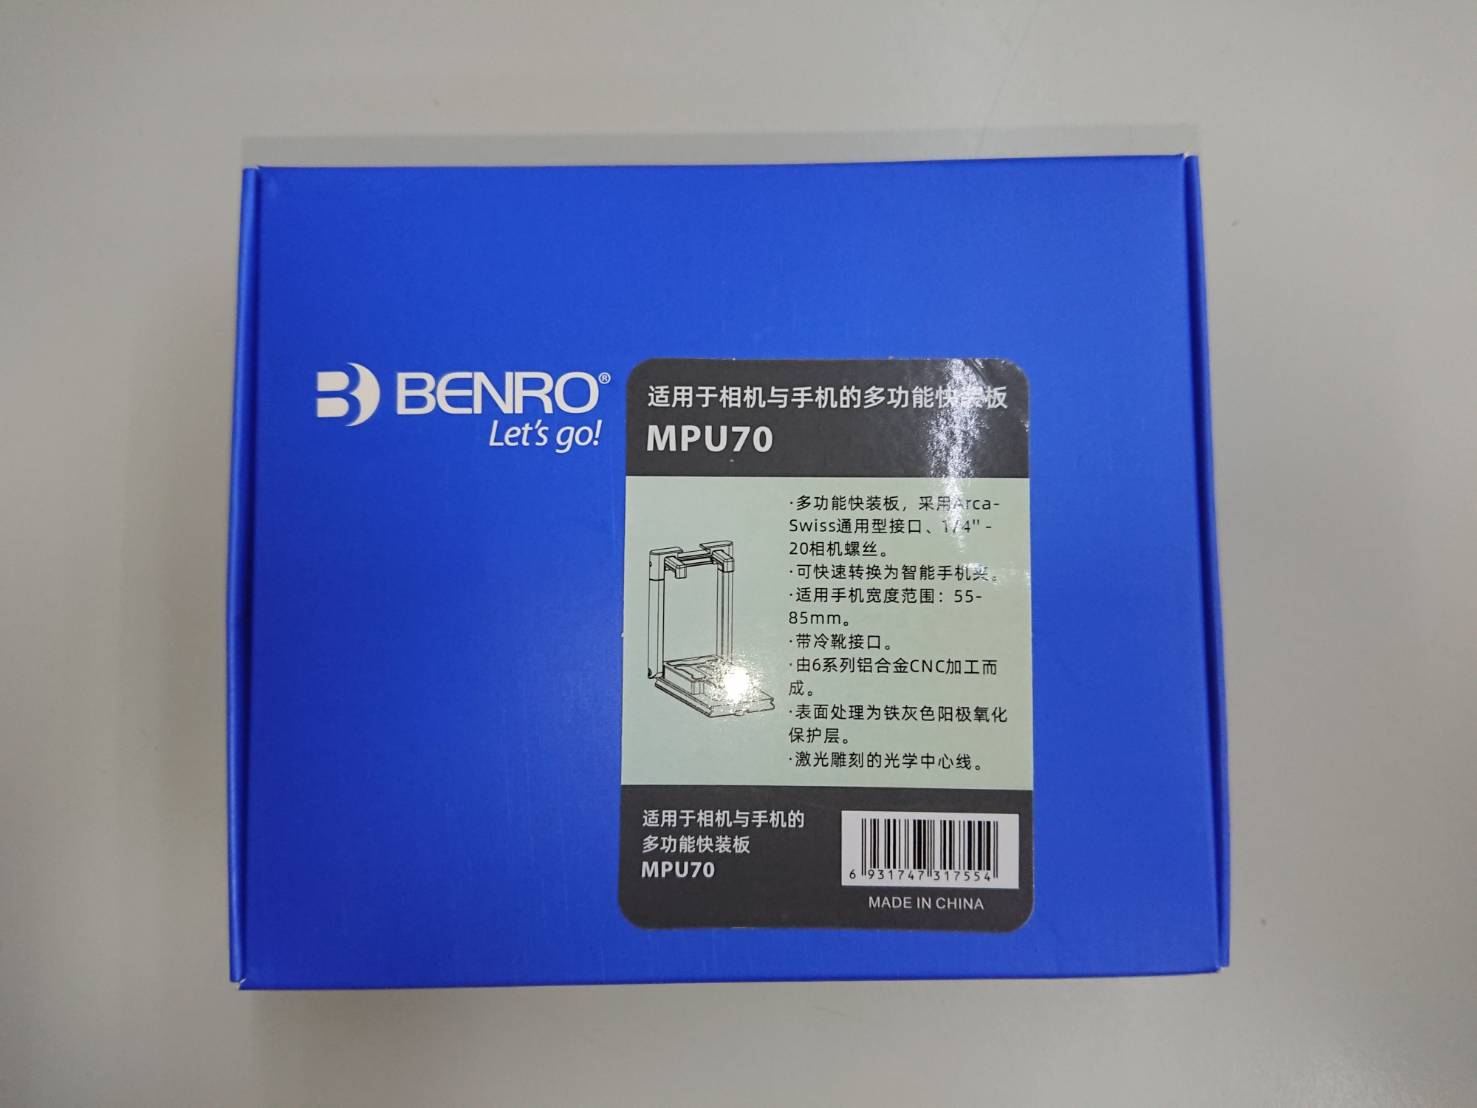 BENRO®
Let's go!
适用于相机与手机的多功能快装板
MPU70
·多功能快装板，采用Arca-
Swiss通用型接口、1/4" -
20相机螺丝。
·可快速转换为智能手机夹。
·适用手机宽度范围：55-
85mm。
·带冷靴接口。
·由6系列铝合金CNC加工而
成。
·表面处理为铁灰色阳极氧化
保护层。
·激光雕刻的光学中心线。
适用于相机与手机的
多功能快装板
MPU70
6 931747 317554
MADE IN CHINA